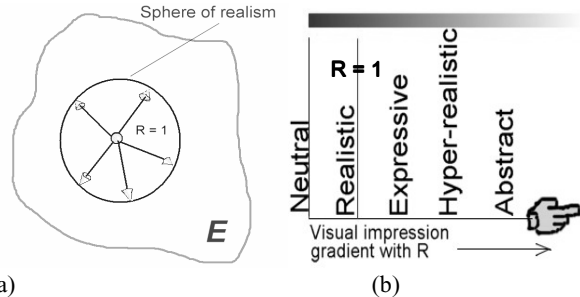 Sphere of realism
R = 1
E
R = 1
Neutral
Realistic
Expressive
Hyper-realistic
Abstract
Visual impression
gradient with R
a)
(b)